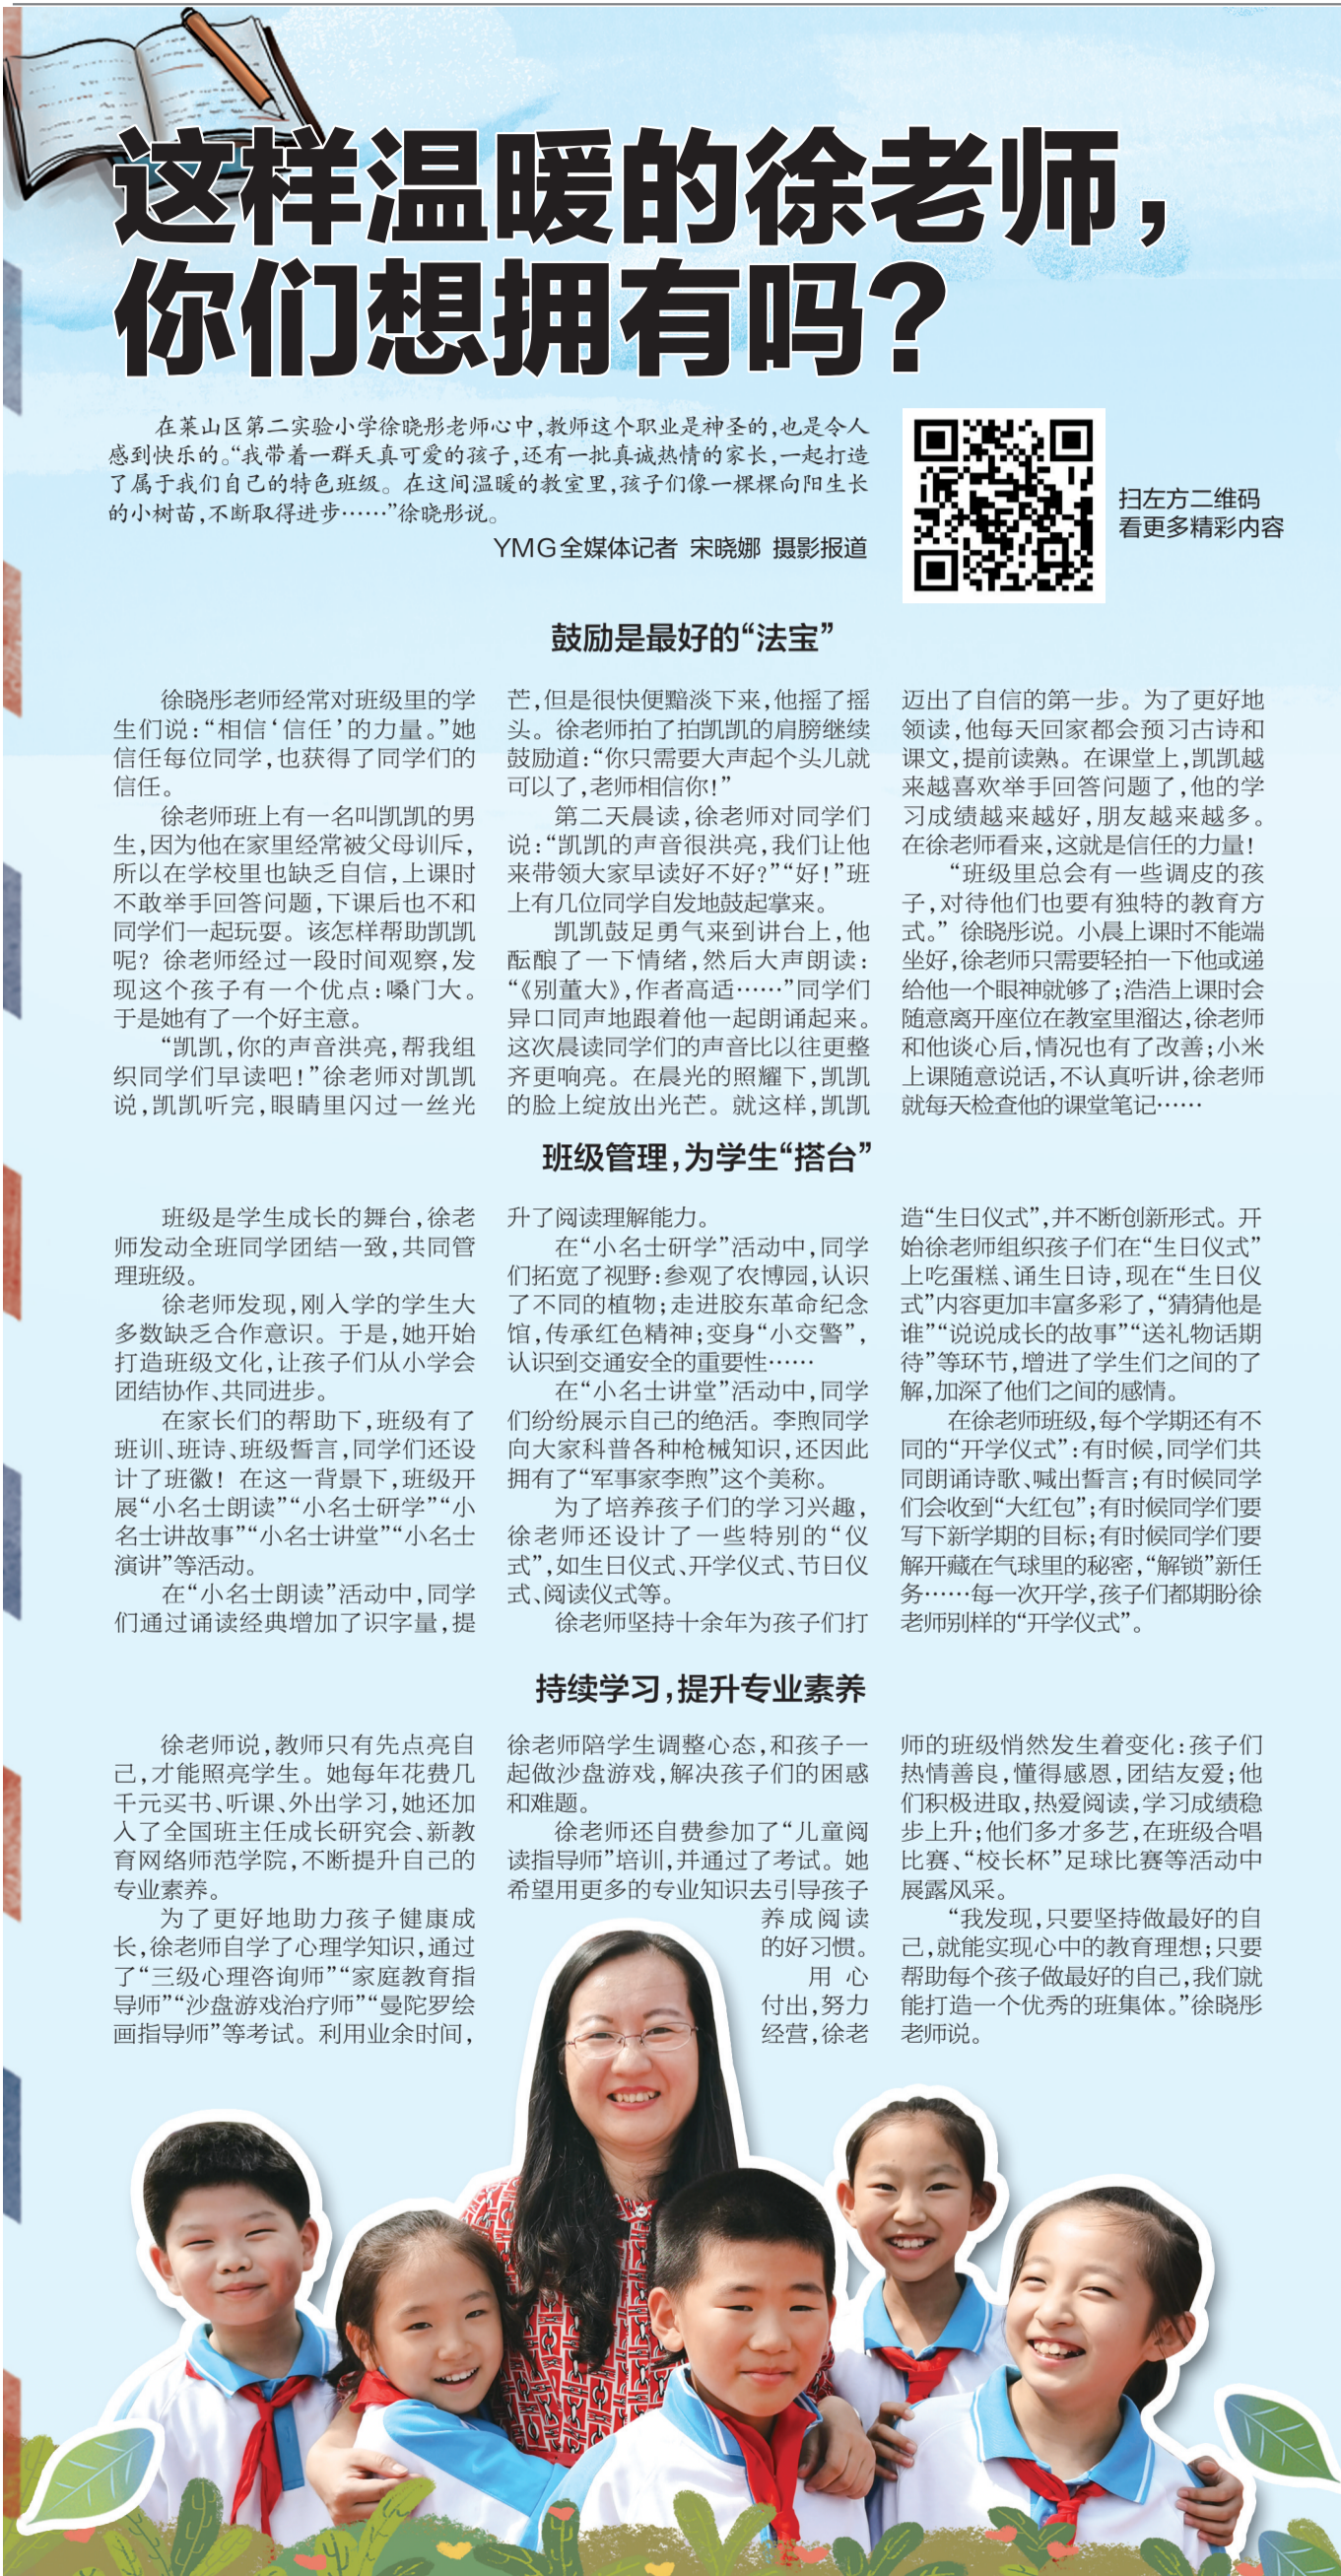 这样温暖的徐老师，
你们想拥有吗？
在莱山区第二实验小学徐晓彤老师心中，教师这个职业是神圣的，也是令人
感到快乐的。“我带着一群天真可爱的孩子，还有一批真诚热情的家长，一起打造
了属于我们自己的特色班级。在这间温暖的教室里，孩子们像一棵棵向阳生长
的小树苗，不断取得进步……”徐晓彤说。
YMG全媒体记者 宋晓娜 摄影报道
扫左方二维码
看更多精彩内容
鼓励是最好的“法宝”
徐晓彤老师经常对班级里的学
生们说：“相信‘信任’的力量。”她
信任每位同学，也获得了同学们的
信任。
徐老师班上有一名叫凯凯的男
生，因为他在家里经常被父母训斥，
所以在学校里也缺乏自信，上课时
不敢举手回答问题，下课后也不和
同学们一起玩耍。该怎样帮助凯凯
呢？徐老师经过一段时间观察，发
现这个孩子有一个优点：嗓门大。
于是她有了一个好主意。
“凯凯，你的声音洪亮，帮我组
织同学们早读吧！”徐老师对凯凯
说，凯凯听完，眼睛里闪过一丝光
芒，但是很快便黯淡下来，他摇了摇
头。徐老师拍了拍凯凯的肩膀继续
鼓励道：“你只需要大声起个头儿就
可以了，老师相信你！”
第二天晨读，徐老师对同学们
说：“凯凯的声音很洪亮，我们让他
来带领大家早读好不好？”“好！”班
上有几位同学自发地鼓起掌来。
凯凯鼓足勇气来到讲台上，他
酝酿了一下情绪，然后大声朗读：
“《别董大》，作者高适……”同学们
异口同声地跟着他一起朗诵起来。
这次晨读同学们的声音比以往更整
齐更响亮。在晨光的照耀下，凯凯
的脸上绽放出光芒。就这样，凯凯
迈出了自信的第一步。为了更好地
领读，他每天回家都会预习古诗和
课文，提前读熟。在课堂上，凯凯越
来越喜欢举手回答问题了，他的学
习成绩越来越好，朋友越来越多。
在徐老师看来，这就是信任的力量！
“班级里总会有一些调皮的孩
子，对待他们也要有独特的教育方
式。”徐晓彤说。小晨上课时不能端
坐好，徐老师只需要轻拍一下他或递
给他一个眼神就够了；浩浩上课时会
随意离开座位在教室里溜达，徐老师
和他谈心后，情况也有了改善；小米
上课随意说话，不认真听讲，徐老师
就每天检查他的课堂笔记……
班级管理，为学生“搭台”
班级是学生成长的舞台，徐老
师发动全班同学团结一致，共同管
理班级。
徐老师发现，刚入学的学生大
多数缺乏合作意识。于是，她开始
打造班级文化，让孩子们从小学会
团结协作、共同进步。
在家长们的帮助下，班级有了
班训、班诗、班级誓言，同学们还设
计了班徽！在这一背景下，班级开
展“小名士朗读”“小名士研学”“小
名士讲故事”“小名士讲堂”“小名士
演讲”等活动。
在“小名士朗读”活动中，同学
们通过诵读经典增加了识字量，提
升了阅读理解能力。
在“小名士研学”活动中，同学
们拓宽了视野：参观了农博园，认识
了不同的植物；走进胶东革命纪念
馆，传承红色精神；变身“小交警”，
认识到交通安全的重要性……
在“小名士讲堂”活动中，同学
们纷纷展示自己的绝活。李煦同学
向大家科普各种枪械知识，还因此
拥有了“军事家李煦”这个美称。
为了培养孩子们的学习兴趣，
徐老师还设计了一些特别的“仪
式”，如生日仪式、开学仪式、节日仪
式、阅读仪式等。
徐老师坚持十余年为孩子们打
造“生日仪式”，并不断创新形式。开
始徐老师组织孩子们在“生日仪式”
上吃蛋糕、诵生日诗，现在“生日仪
式”内容更加丰富多彩了，“猜猜他是
谁”“说说成长的故事”“送礼物话期
待”等环节，增进了学生们之间的了
解，加深了他们之间的感情。
在徐老师班级，每个学期还有不
同的“开学仪式”：有时候，同学们共
同朗诵诗歌、喊出誓言；有时候同学
们会收到“大红包”；有时候同学们要
写下新学期的目标；有时候同学们要
解开藏在气球里的秘密，“解锁”新任
务……每一次开学，孩子们都期盼徐
老师别样的“开学仪式”。
持续学习，提升专业素养
徐老师说，教师只有先点亮自
己，才能照亮学生。她每年花费几
千元买书、听课、外出学习，她还加
入了全国班主任成长研究会、新教
育网络师范学院，不断提升自己的
专业素养。
为了更好地助力孩子健康成
长，徐老师自学了心理学知识，通过
了“三级心理咨询师”“家庭教育指
导师”“沙盘游戏治疗师”“曼陀罗绘
画指导师”等考试。利用业余时间，
徐老师陪学生调整心态，和孩子一
起做沙盘游戏，解决孩子们的困惑
和难题。
徐老师还自费参加了“儿童阅
读指导师”培训，并通过了考试。她
希望用更多的专业知识去引导孩子
养成阅读
的好习惯。
用心
付出，努力
经营，徐老
师的班级悄然发生着变化：孩子们
热情善良，懂得感恩，团结友爱；他
们积极进取，热爱阅读，学习成绩稳
步上升；他们多才多艺，在班级合唱
比赛、“校长杯”足球比赛等活动中
展露风采。
“我发现，只要坚持做最好的自
己，就能实现心中的教育理想；只要
帮助每个孩子做最好的自己，我们就
能打造一个优秀的班集体。”徐晓彤
老师说。